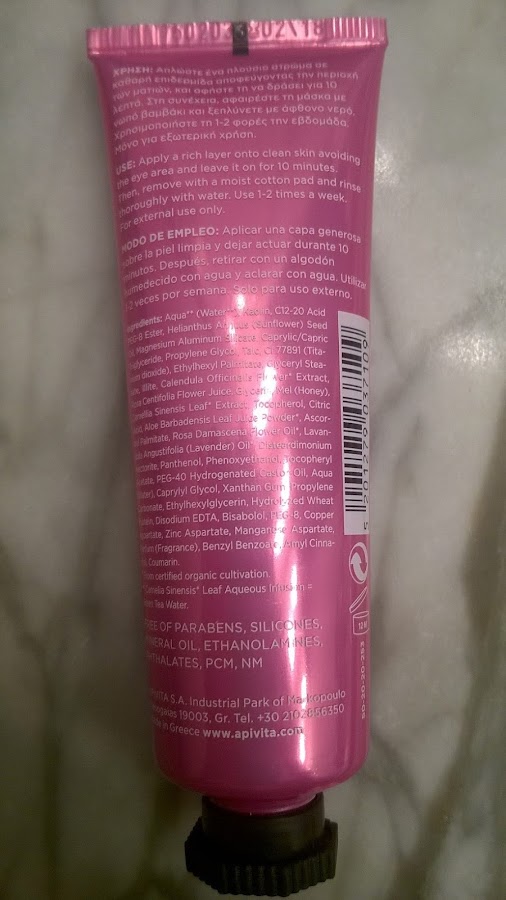 ΧΡΗΣΗ: Απλώστε ένα πλούσιο στρώμα σε
καθαρή επιδερμίδα αποφεύγοντας την περιοχή
των ματιών, και αφήστε τη να δράσει για 10
λεπτά. Στη συνέχεια, αφαιρέστε τη μάσκα με
νωπό βαμβάκι και ξεπλύνετε με άφθονο νερό.
Χρησιμοποιήστε τη 1-2 φορές την εβδομάδα.
Μόνο για εξωτερική χρήση.
USE: Apply a rich layer onto clean skin avoiding
the eye area and leave it on for 10 minutes.
Then, remove with a moist cotton pad and rinse
thoroughly with water. Use 1-2 times a week.
For external use only.
MODO DE EMPLEO: Aplicar una capa generosa
sobre la piel limpia y dejar actuar durante 10
minutos. Después, retirar con un algodón
humedecido con agua y aclarar con agua. Utilizar
1-2 veces por semana. Sólo para uso externo.
Ingredients: Aqua** (Water**), Kaolin, C12-20 Acid
PEG-8 Ester, Helianthus Annuus (Sunflower) Seed
Oil, Magnesium Aluminum Silicate, Caprylic/Capric
Triglyceride, Propylene Glycol, Talc, CI 77891 (Tita-
nium dioxide), Ethylhexyl Palmitate, Glyceryl Stea-
Illite, Calendula Officinalis Flower* Extract,
Centifolia Flower Juice, Glycerin, Mel (Honey),
Camellia Sinensis Leaf* Extract, Tocopherol, Citric
Acid, Aloe Barbadensis Leaf Juice Powder*, Ascor-
byl Palmitate, Rosa Damascena Flower Oil*, Lavan-
dula Angustifolia (Lavender) Oil*, Disteardimonium
Hectorite, Panthenol, Phenoxyethanol, Tocopheryl
Acetate, PEG-40 Hydrogenated Castor Oil, Aqua
(Water), Caprylyl Glycol, Xanthan Gum, Propylene
Carbonate, Ethylhexylglycerin, Hydrolyzed Wheat
Protein, Disodium EDTA, Bisabolol, PEG-8, Copper
Aspartate, Zinc Aspartate, Manganese Aspartate,
Parfum (Fragrance), Benzyl Benzoate, Amyl Cinna-
Coumarin.
*From certified organic cultivation.
**Camellia Sinensis* Leaf Aqueous Infusion =
Green Tea Water.
FREE OF PARABENS, SILICONES,
MINERAL OIL, ETHANOLAMINES,
PHTHALATES, PCM, NM
APIVITA S.A. Industrial Park of Markopoulo
19003, Gr. Tel. +30 2102856350
Made in Greece www.apivita.com
5 201279 037109
50-20-20-253